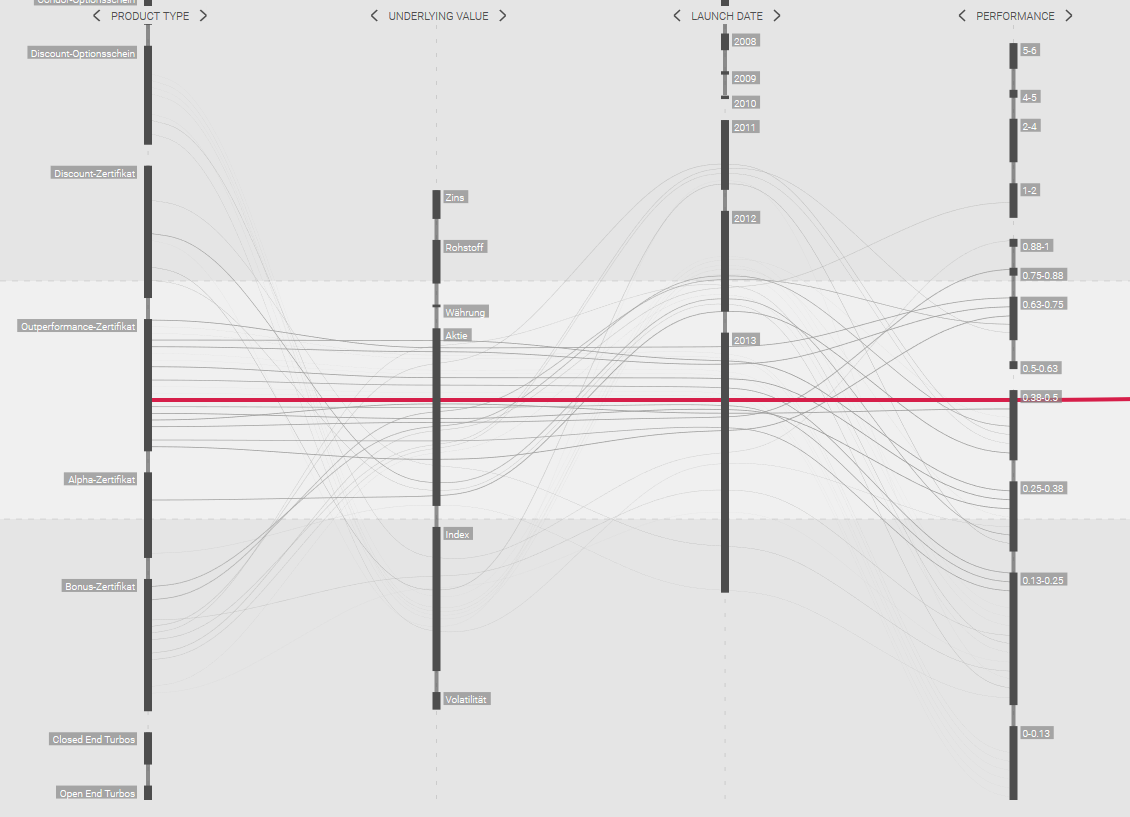 Condor-Optionsschein
PRODUCT TYPE
UNDERLYING VALUE
LAUNCH DATE
PERFORMANCE
Discount-Optionsschein
Discount-Zertifikat
Outperformance-Zertifikat
Alpha-Zertifikat
Bonus-Zertifikat
Closed End Turbos
Open End Turbos
Zins
Rohstoff
Währung
Aktie
Index
Volatilität
2008
2009
2010
2011
2012
2013
5-6
4-5
2-4
1-2
0.88-1
0.75-0.88
0.63-0.75
0.5-0.63
0.38-0.5
0.25-0.38
0.13-0.25
0-0.13